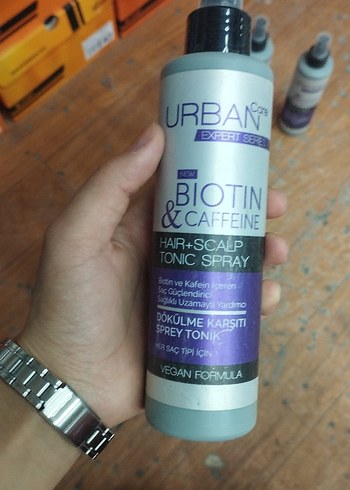 URBAN Care
EXPERT SERIES
NEW
BIOTIN
& CAFFEINE
HAIR+SCALP
TONIC SPRAY
Biotin ve Kafein İçeren
Saç Güçlendirici
Sağlıklı Uzamaya Yardımcı
DÖKÜLME KARŞITI
SPREY TONİK
HER SAÇ TİPİ İÇİN
VEGAN FORMULA